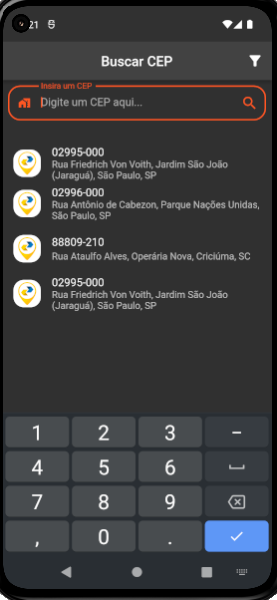 21
Buscar CEP
Insira um CEP
Digite um CEP aqui...
02995-000
Rua Friedrich Von Voith, Jardim São João
(Jaraguá), São Paulo, SP
02996-000
Rua Antônio de Cabezon, Parque Nações Unidas,
São Paulo, SP
88809-210
Rua Ataulfo Alves, Operária Nova, Criciúma, SC
02995-000
Rua Friedrich Von Voith, Jardim São João
(Jaraguá), São Paulo, SP
1 2 3 -
4 5 6
7 8 9
, 0 .